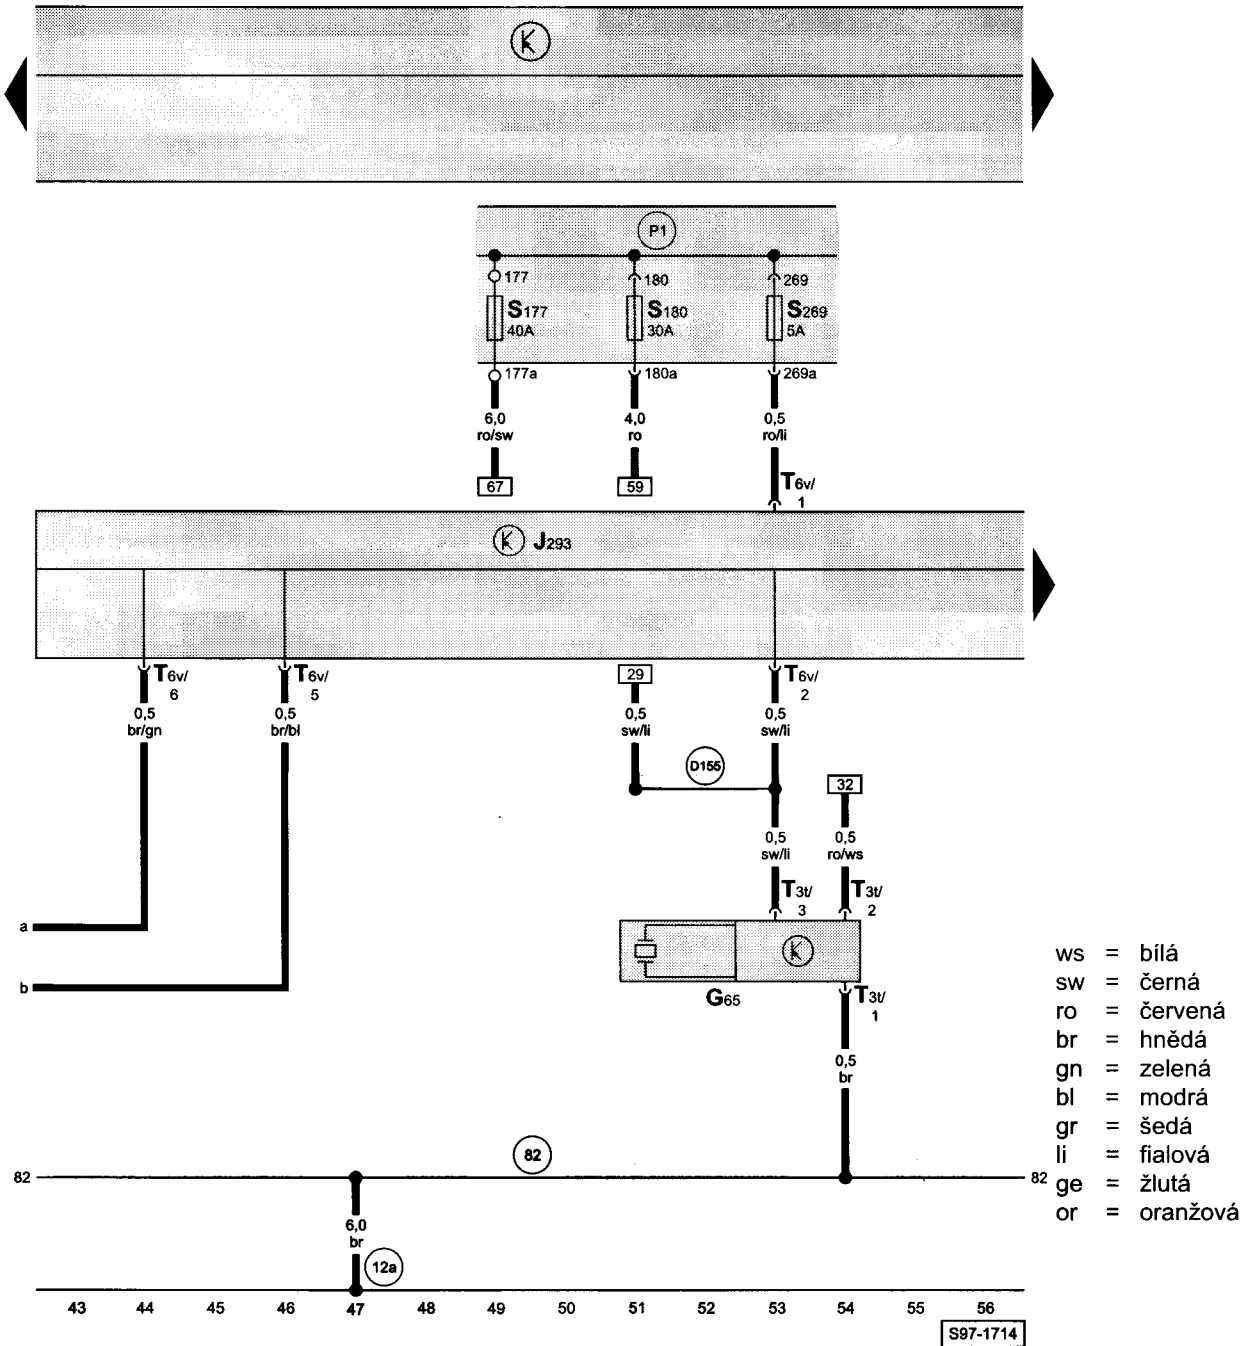 P1
177 180 269
S177 S180 S269
40A 30A 5A
177a 180a 269a
6,0 4,0 0,5
ro/sw ro ro/li
67 59 T6v/
1
J293
T6v/ T6v/ 29 T6v/
6 5 2
0,5 0,5 0,5 0,5
br/gn br/bl sw/li sw/li
D155
32
0,5 0,5
sw/li ro/ws
T3t/ T3t/
3 2
a
b
G65 T3t/
1
0,5
br
82
82 82
6,0
br
12a
43 44 45 46 47 48 49 50 51 52 53 54 55 56
S97-1714
ws = bílá
sw = černá
ro = červená
br = hnědá
gn = zelená
bl = modrá
gr = šedá
li = fialová
ge = žlutá
or = oranžová